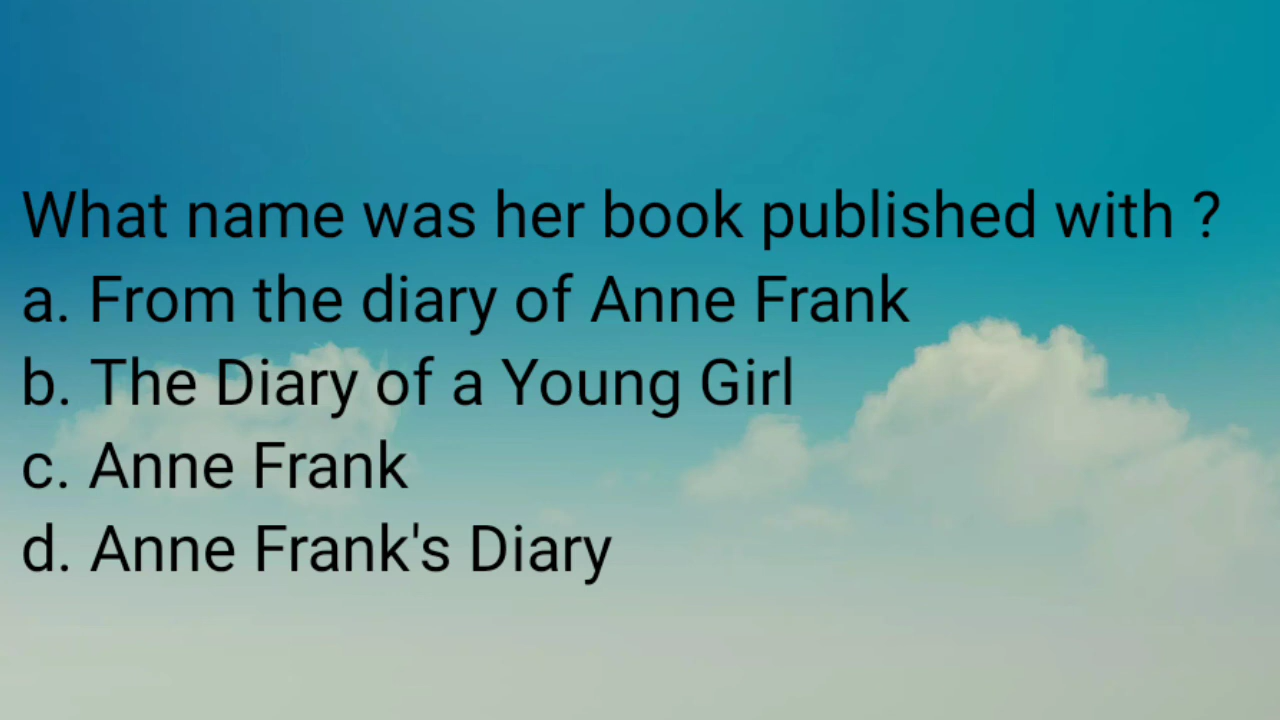 What name was her book published with ?
a. From the diary of Anne Frank
b. The Diary of a Young Girl
c. Anne Frank
d. Anne Frank's Diary